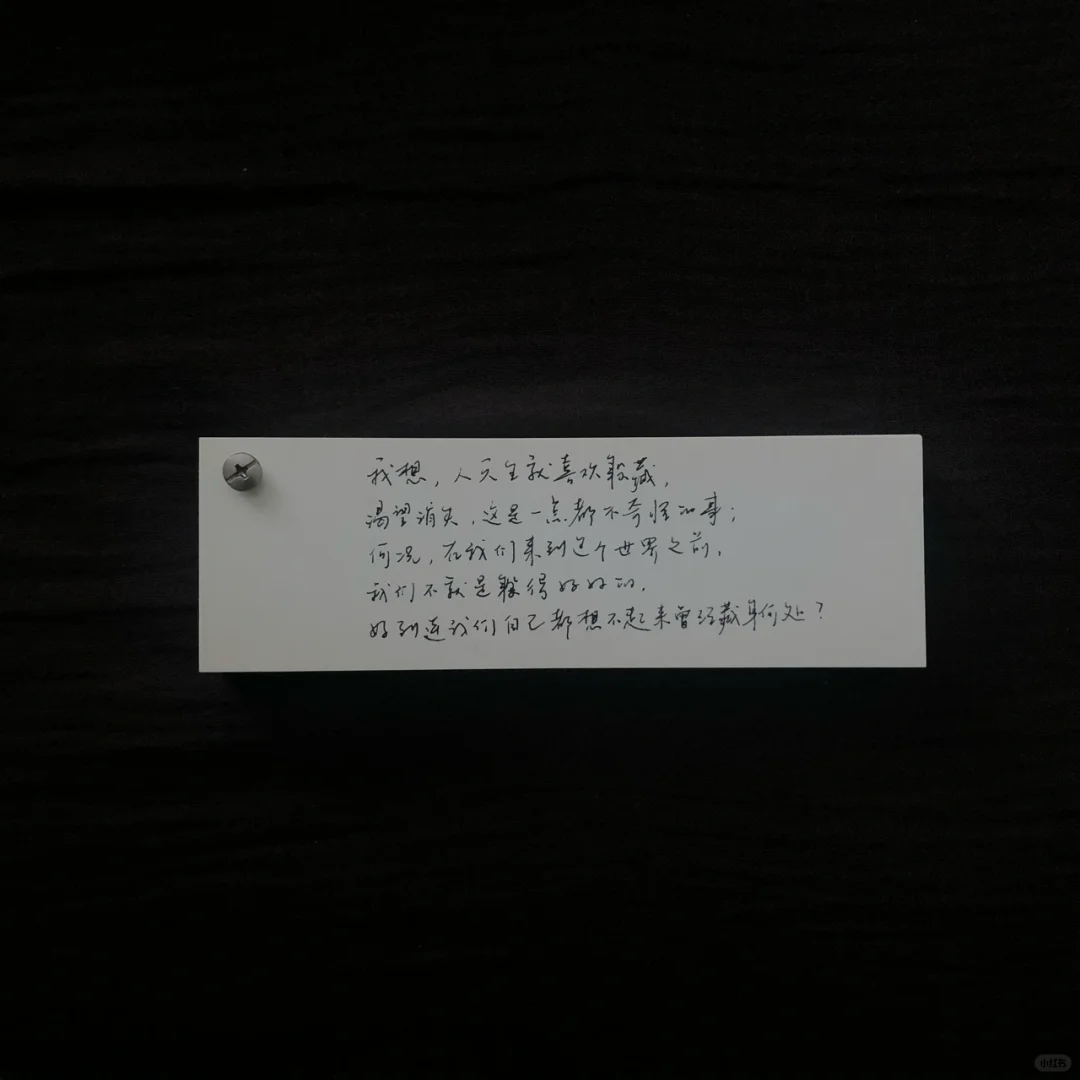 我想，人天生就喜欢躲藏，
渴望消失，这是一点都不奇怪的事；
何况，在我们来到这个世界之前，
我们不就是躲得好好的，
好到连我们自己都想不起来曾经藏身何处？
小红书